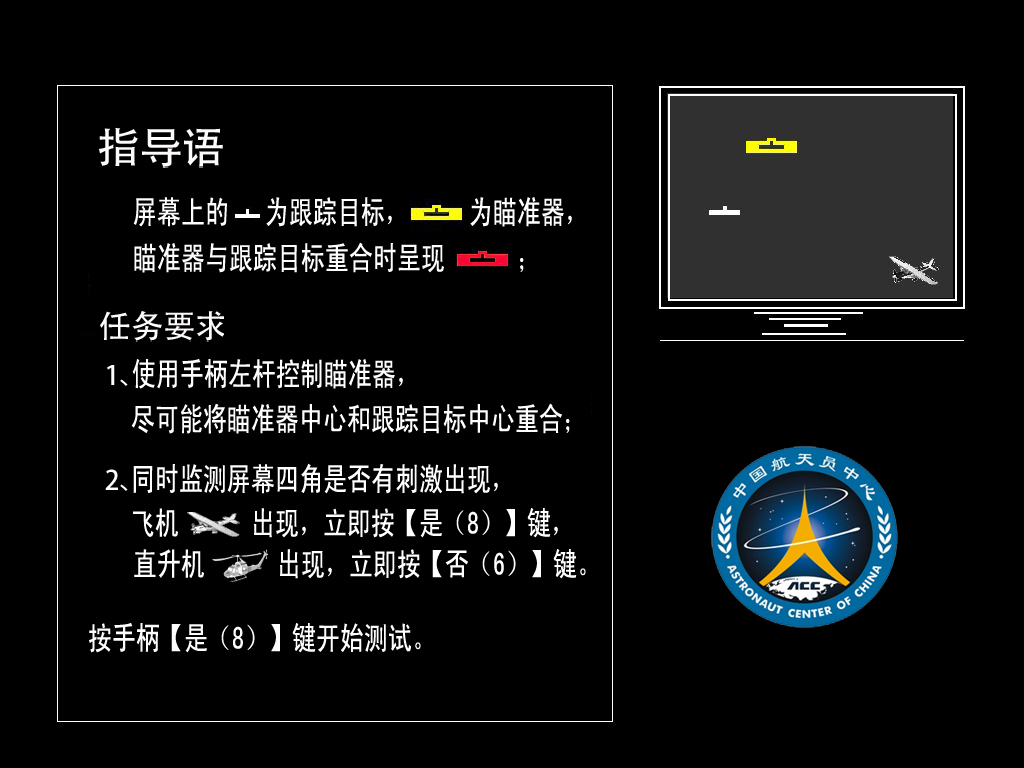 指导语
屏幕上的 为跟踪目标， 为瞄准器，
瞄准器与跟踪目标重合时呈现 ；
任务要求
1、使用手柄左杆控制瞄准器，
尽可能将瞄准器中心和跟踪目标中心重合；
2、同时监测屏幕四角是否有刺激出现，
飞机 出现，立即按【是（8）】键，
直升机 出现，立即按【否（6）】键。
按手柄【是（8）】键开始测试。
中国航天员中心
ACC
ASTRONAUT CENTER OF CHINA